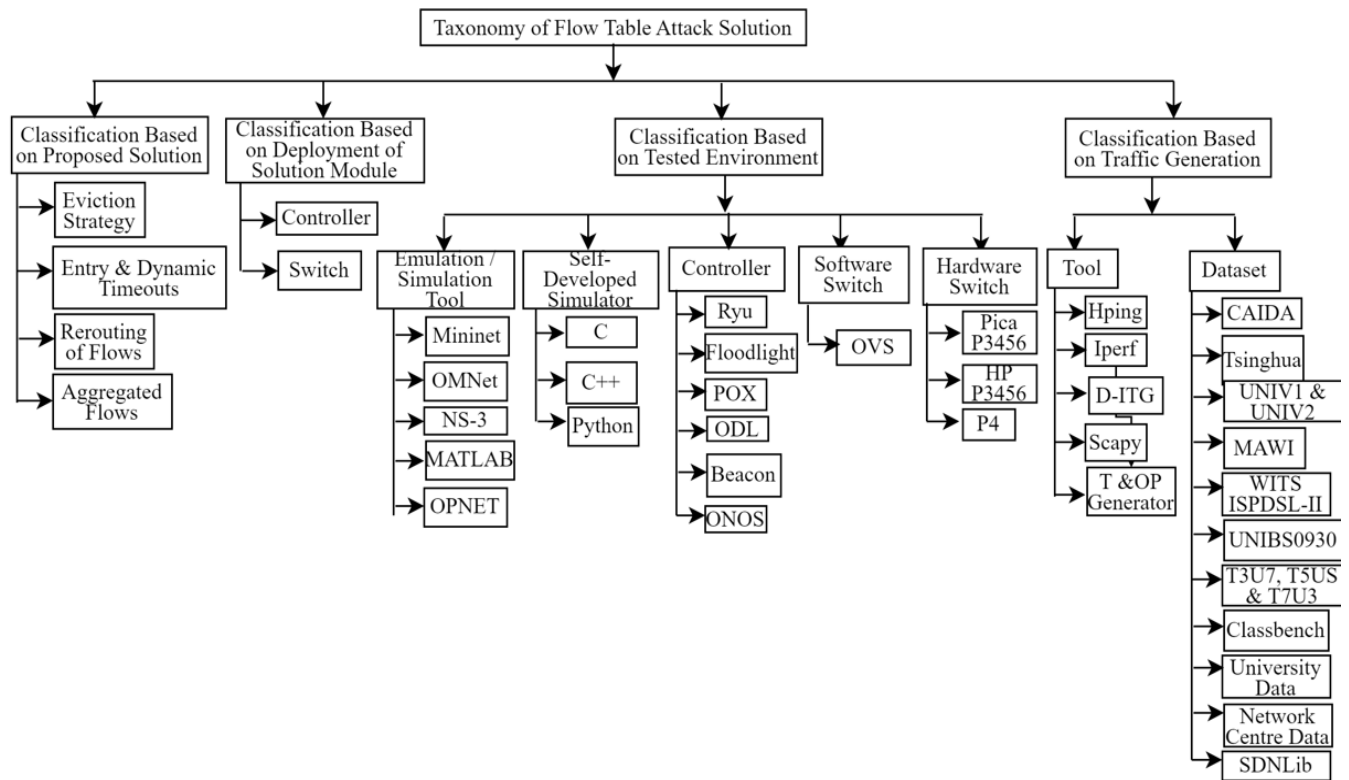 Taxonomy of Flow Table Attack Solution
Classification Based
on Proposed Solution
Eviction
Strategy
Entry & Dynamic
Timeouts
Rerouting
of Flows
Aggregated
Flows
Classification Based
on Deployment of
Solution Module
Controller
Switch
Classification Based
on Tested Environment
Emulation /
Simulation
Tool
Mininet
OMNet
NS-3
MATLAB
OPNET
Self-
Developed
Simulator
C
C++
Python
Controller
Ryu
Floodlight
POX
ODL
Beacon
ONOS
Software
Switch
OVS
Hardware
Switch
Pica
P3456
HP
P3456
P4
Classification Based
on Traffic Generation
Tool
Hping
Iperf
D-ITG
Scapy
T &OP
Generator
Dataset
CAIDA
Tsinghua
UNIV1 &
UNIV2
MAWI
WITS
ISPDSL-II
UNIBS0930
T3U7, T5US
& T7U3
Classbench
University
Data
Network
Centre Data
SDNLib